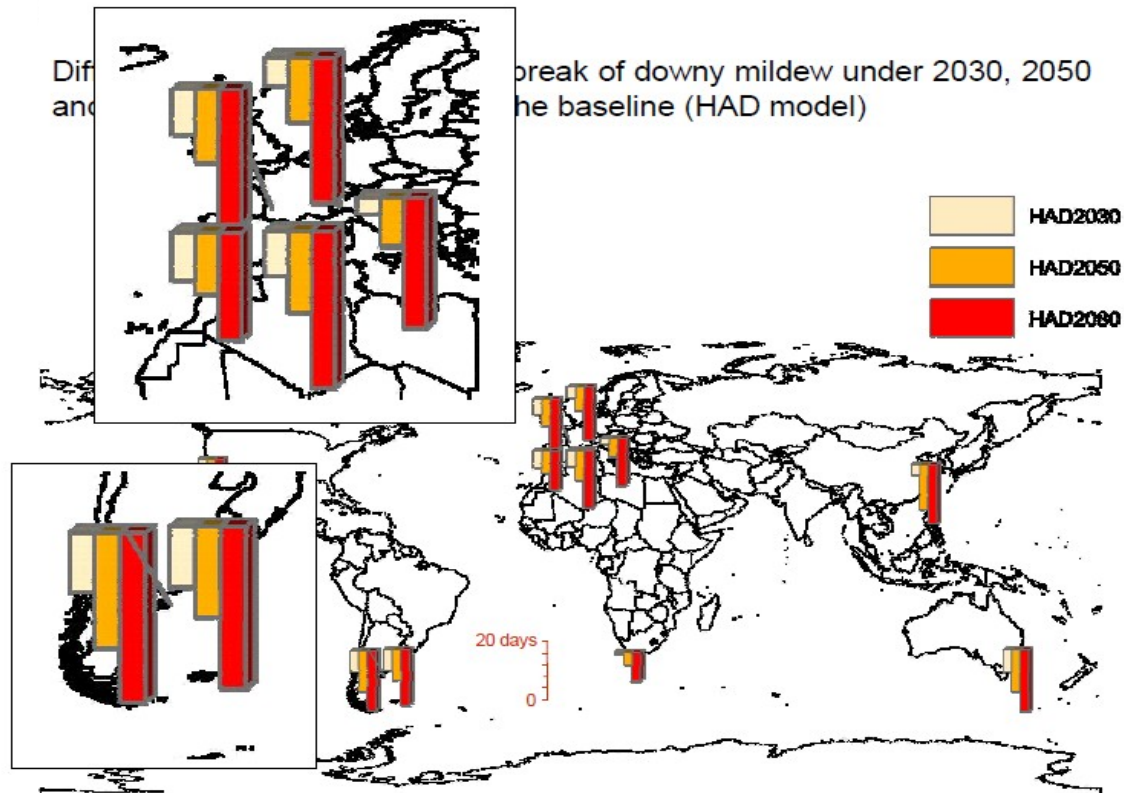 Dif break of downy mildew under 2030, 2050
and he baseline (HAD model)
HAD2030
HAD2050
HAD2080
20 days
0